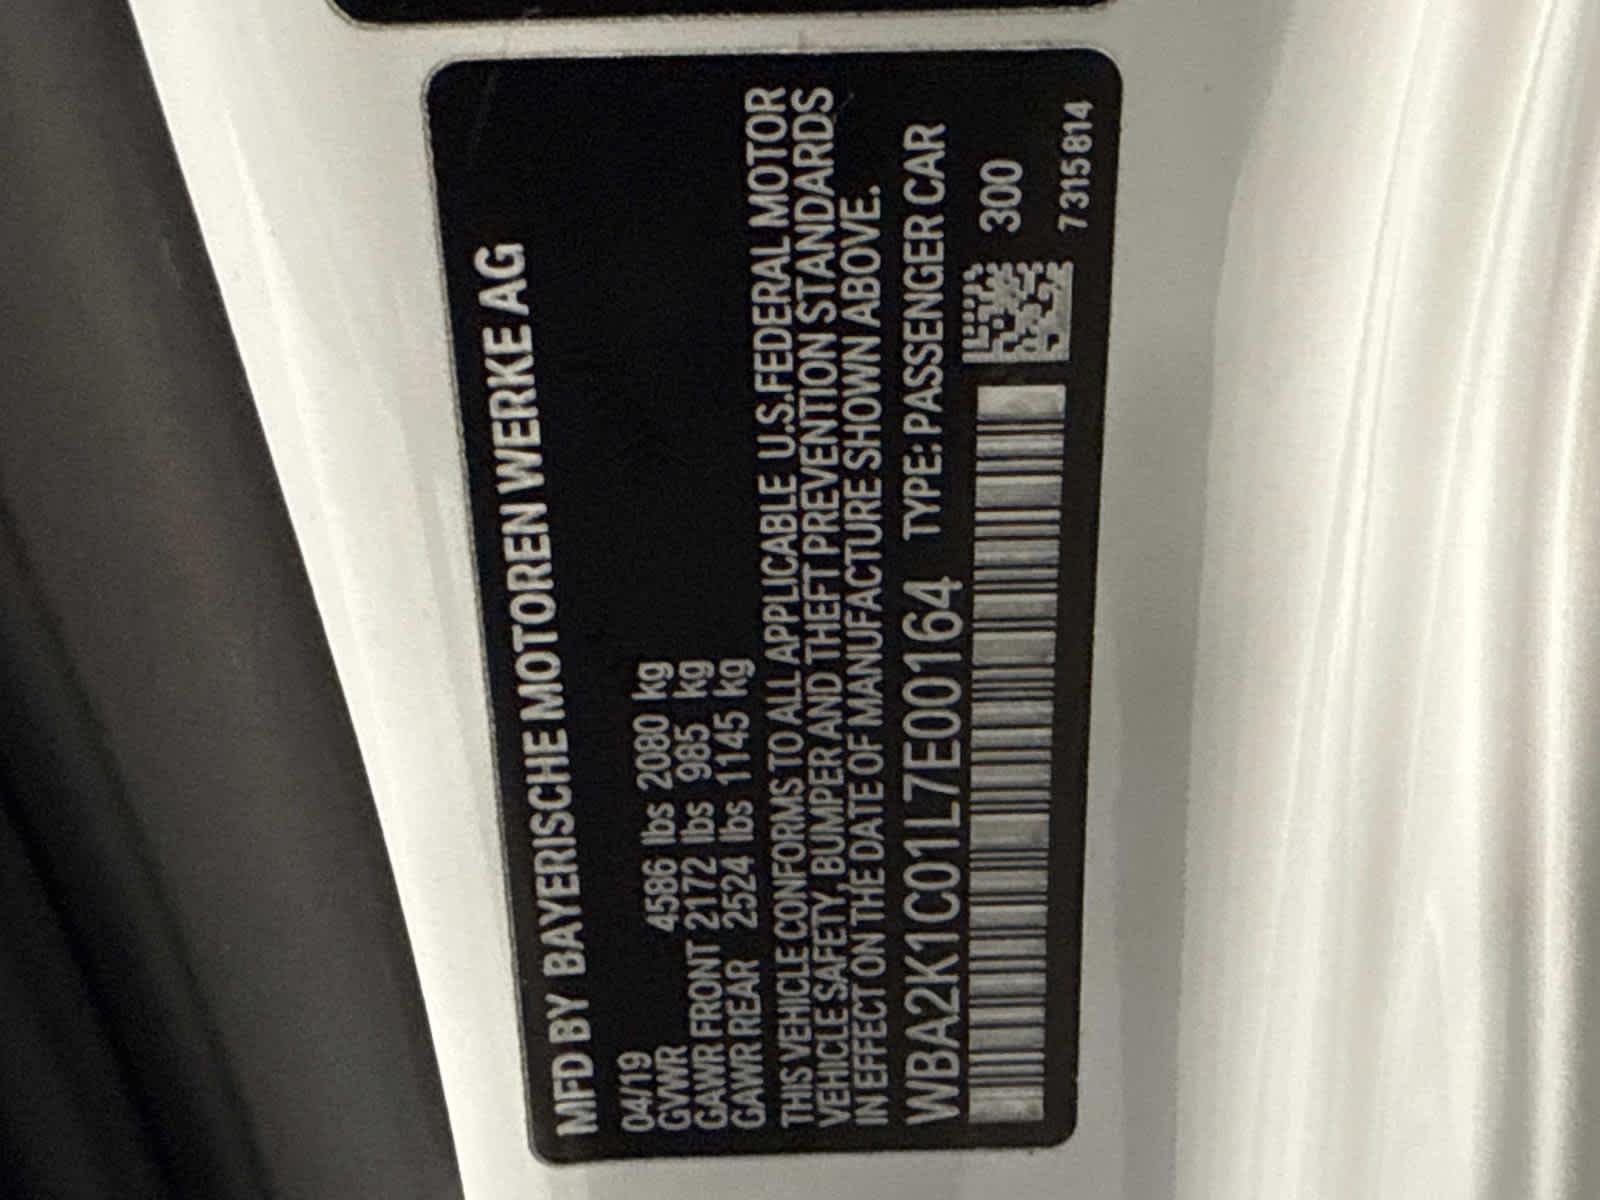 MFD BY BAYERISCHE MOTOREN WERKE AG
04/19
GVWR 4586 lbs 2080 kg
GAWR FRONT 2172 lbs 985 kg
GAWR REAR 2524 lbs 1145 kg
THIS VEHICLE CONFORMS TO ALL APPLICABLE U.S.FEDERAL MOTOR
VEHICLE SAFETY, BUMPER AND THEFT PREVENTION STANDARDS
IN EFFECT ON THE DATE OF MANUFACTURE SHOWN ABOVE.
WBA2K1C01L7E00164 TYPE: PASSENGER CAR
300
7315814